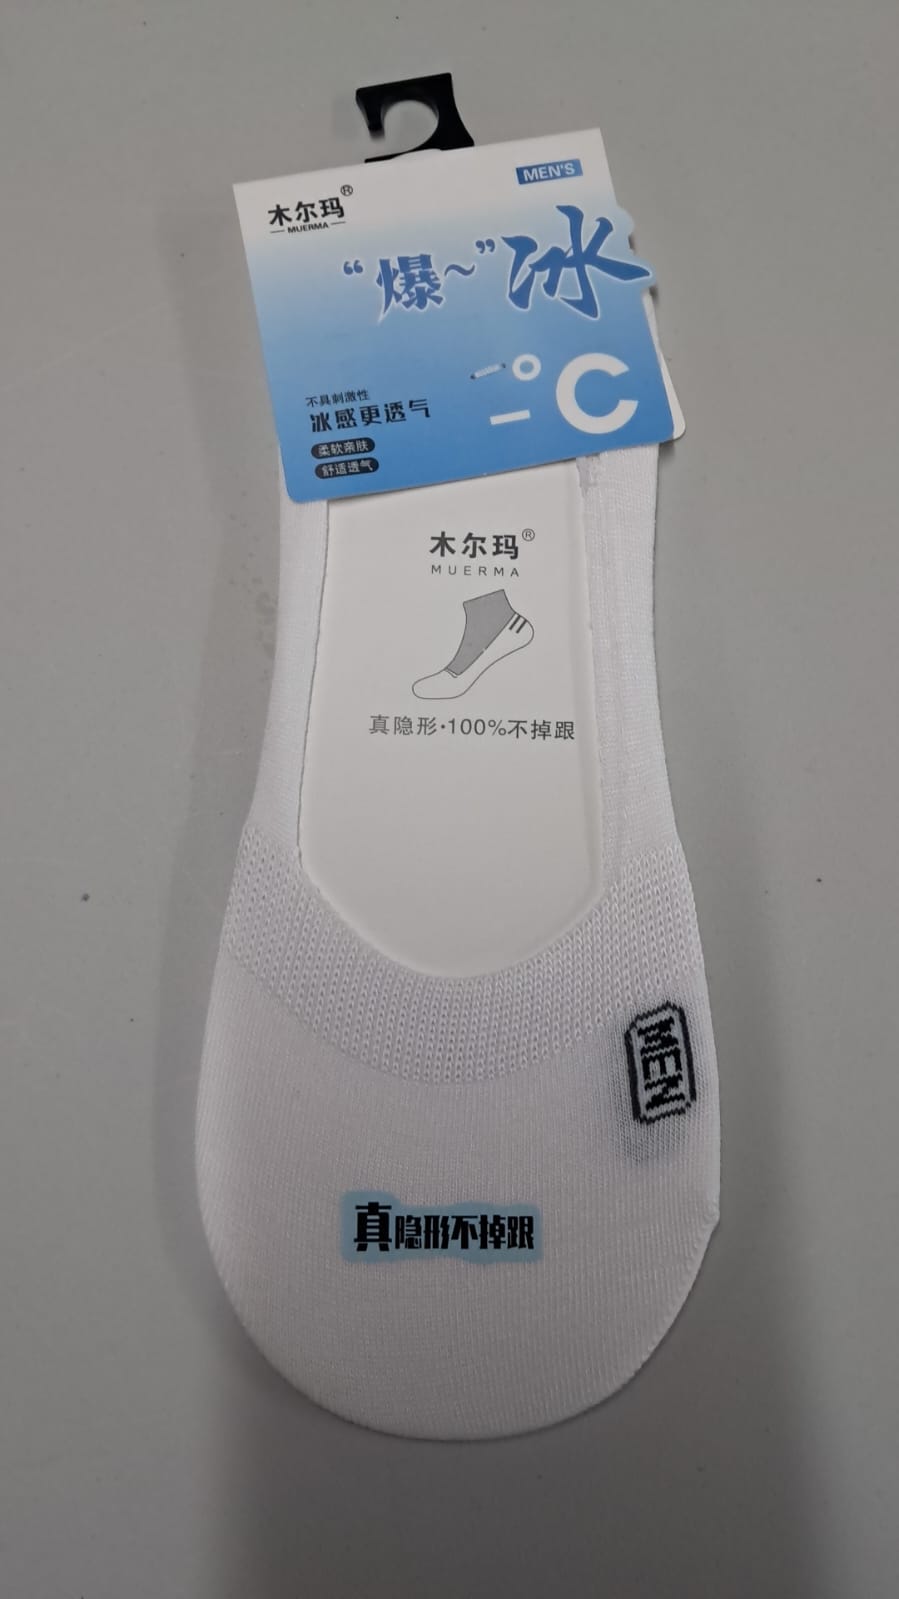 MEN'S
木尔玛®
MUERMA
“爆~”冰
-°C
不具刺激性
冰感更透气
柔软亲肤
舒适透气
木尔玛®
MUERMA
真隐形·100%不掉跟
MEN
真隐形不掉跟